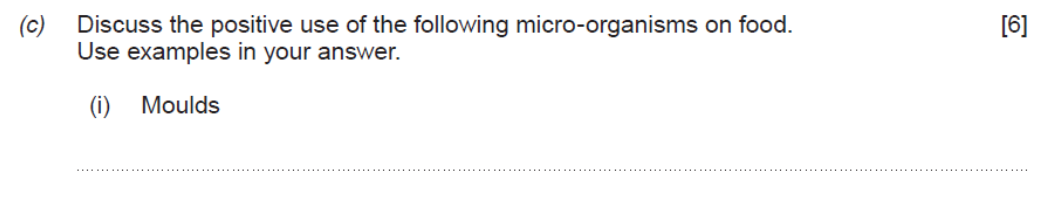 (c) Discuss the positive use of the following micro-organisms on food. [6]
Use examples in your answer.
(i) Moulds